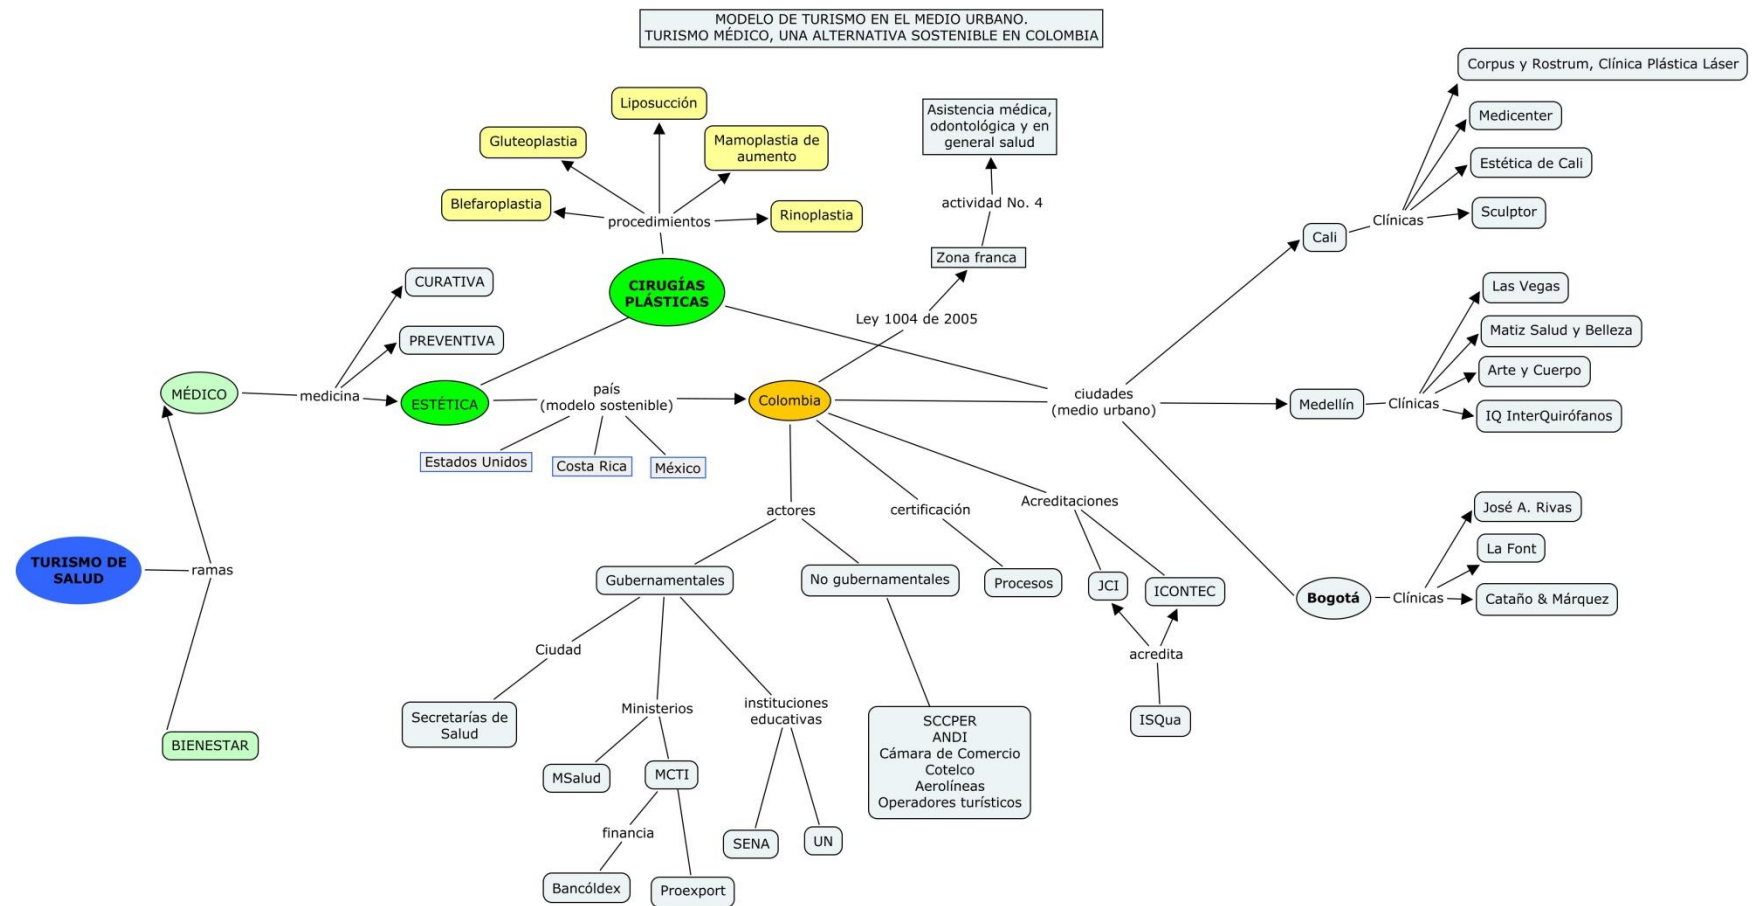 MODELO DE TURISMO EN EL MEDIO URBANO.
TURISMO MÉDICO, UNA ALTERNATIVA SOSTENIBLE EN COLOMBIA
TURISMO DE
SALUD
ramas
MÉDICO
BIENESTAR
medicina
CURATIVA
PREVENTIVA
ESTÉTICA
CIRUGÍAS
PLÁSTICAS
procedimientos
Blefaroplastia
Gluteoplastia
Liposucción
Mamoplastia de
aumento
Rinoplastia
país
(modelo sostenible)
Estados Unidos
Costa Rica
México
Colombia
Ley 1004 de 2005
Zona franca
actividad No. 4
Asistencia médica,
odontológica y en
general salud
actores
Gubernamentales
Ciudad
Secretarías de
Salud
Ministerios
MSalud
MCTI
financia
Bancóldex
Proexport
instituciones
educativas
SENA
UN
No gubernamentales
SCCPER
ANDI
Cámara de Comercio
Cotelco
Aerolíneas
Operadores turísticos
certificación
Procesos
Acreditaciones
JCI
ICONTEC
acredita
ISQua
ciudades
(medio urbano)
Cali
Clínicas
Corpus y Rostrum, Clínica Plástica Láser
Medicenter
Estética de Cali
Sculptor
Medellín
Clínicas
Las Vegas
Matiz Salud y Belleza
Arte y Cuerpo
IQ InterQuirófanos
Bogotá
Clínicas
José A. Rivas
La Font
Cataño & Márquez